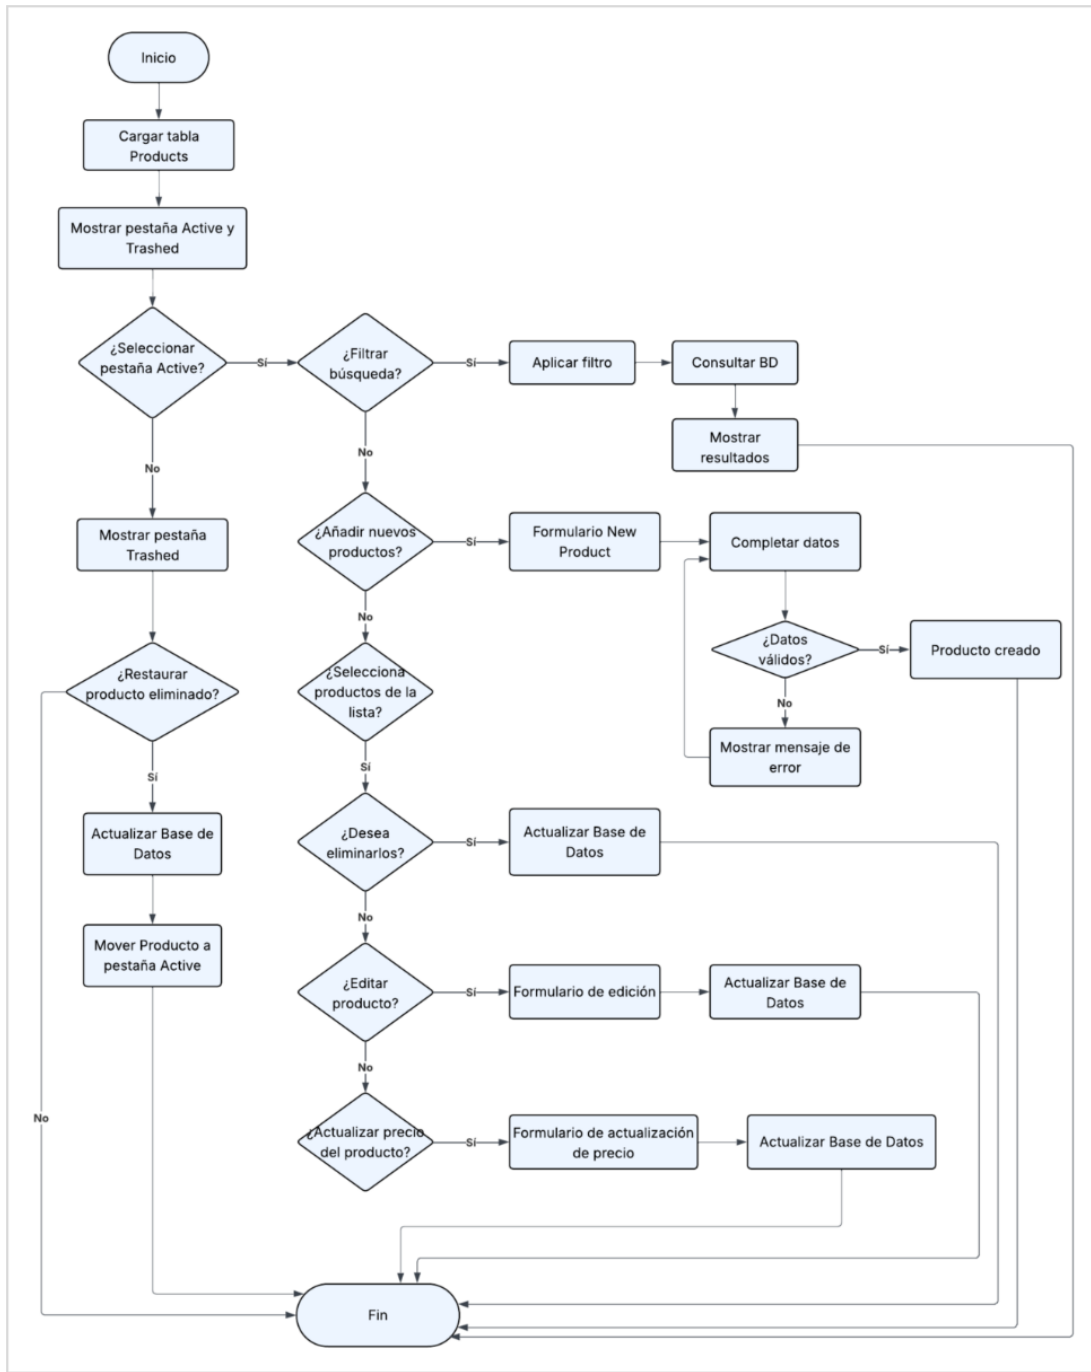 Inicio
Cargar tabla
Products
Mostrar pestaña Active y
Trashed
¿Seleccionar
pestaña Active?
Sí
¿Filtrar
búsqueda?
Sí
Aplicar filtro
Consultar BD
Mostrar
resultados
No
No
Mostrar pestaña
Trashed
¿Añadir nuevos
productos?
Sí
Formulario New
Product
Completar datos
No
¿Datos
válidos?
Sí
Producto creado
No
Mostrar mensaje de
error
¿Restaurar
producto eliminado?
¿Selecciona
productos de la
lista?
Sí
Sí
Actualizar Base de
Datos
¿Desea
eliminarlos?
Sí
Actualizar Base de
Datos
No
Mover Producto a
pestaña Active
¿Editar
producto?
Sí
Formulario de edición
Actualizar Base de
Datos
No
No
¿Actualizar precio
del producto?
Sí
Formulario de actualización
de precio
Actualizar Base de Datos
Fin